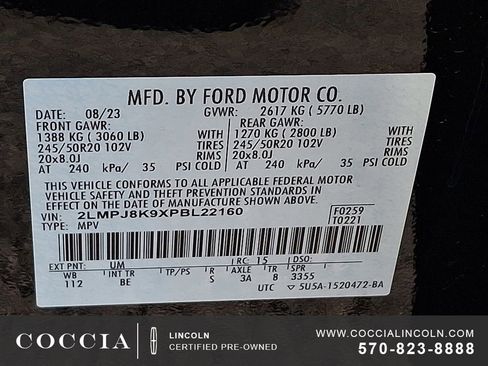 MFD. BY FORD MOTOR CO.
DATE: 08/23 GVWR: 2617 KG ( 5770 LB)
FRONT GAWR: REAR GAWR:
1388 KG ( 3060 LB) WITH 1270 KG ( 2800 LB) WITH
245/50R20 102V TIRES 245/50R20 102V TIRES
20x8.0J RIMS 20x8.0J RIMS
AT 240 kPa/ 35 PSI COLD AT 240 kPa/ 35 PSI COLD
THIS VEHICLE CONFORMS TO ALL APPLICABLE FEDERAL MOTOR
VEHICLE SAFETY AND THEFT PREVENTION STANDARDS IN EFFECT ON
THE DATE OF MANUFACTURE SHOWN ABOVE.
VIN: 2LMPJ8K9XPBL22160 F0259
TYPE: MPV T0221
EXT PNT: UM RC: 15 DSO:
WB INT TR TP/PS R AXLE TR SPR
112 BE S 3A 8 3355
UTC 5U5A-1520472-BA
COCCIA
LINCOLN
CERTIFIED PRE-OWNED
WWW.COCCIALINCOLN.COM
570-823-8888